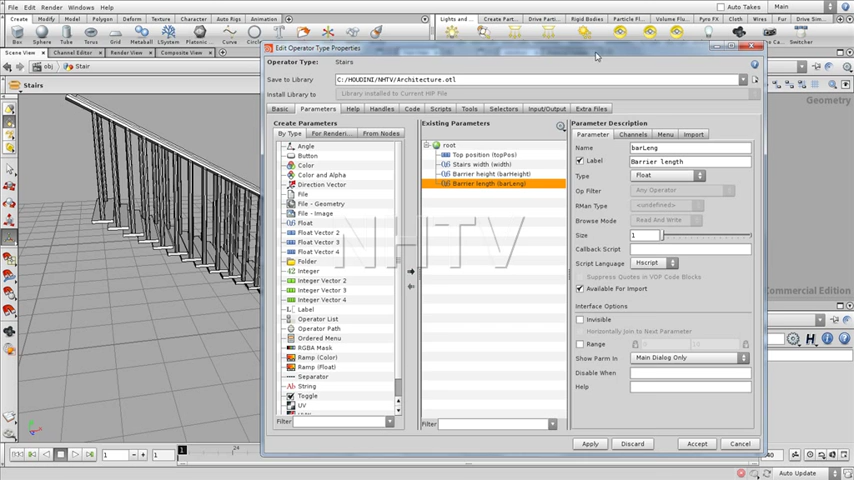 File Edit Render Windows Help
Auto Takes
Main
Create Modify Model Polygon Deform Texture Character Auto Rigging Animation
Lights and ... Create Part... Drive Parti... Rigid Bodies Particle Fl... Viscous Fl... Volume Flu... Pyro FX Cloth Wires Fur Drive Sim...
Box Sphere Tube Torus Grid Line Circle Curve
Scene View Channel Editor Render View
obj Stair
Stairs
Edit Operator Type Properties
Operator Type: Stairs
Save to Library C:/HOUDINI/NHTV/Architecture.otl
Install Library to Library installed to Current HIP File
Basic Parameters Help Handles Code Scripts Tools Selectors Input/Output Extra Files
Create Parameters
By Type For Renderi... From Nodes
Angle
Button
Color
Color and Alpha
Direction Vector
File
File - Geometry
File - Image
Float
Float Vector 2
Float Vector 3
Float Vector 4
Folder
Integer
Integer Vector 2
Integer Vector 3
Integer Vector 4
Label
Operator List
Operator Path
Ordered Menu
RGBA Mask
Ramp (Color)
Ramp (Float)
Separator
String
Toggle
UV
Filter
Existing Parameters
root
Top position (topPos)
Stairs width (width)
Barrier height (barHeight)
Barrier length (barLeng)
Filter
Parameter Description
Parameter Channels Menu Import
Name barLeng
Label Barrier length
Type Float
Op Filter Any Operator
RMan Type <undefined>
Browse Mode Read And Write
Size 1
Callback Script
Script Language Hscript
Suppress Quotes in VOP Code Blocks
Available For Import
Interface Options
Invisible
Horizontally Join to Next Parameter
Range 0 10
Show Parm In Main Dialog Only
Disable When
Help
Apply Discard Accept Cancel
NHTV
Geometry
Commercial Edition
1 1 24
Auto Update